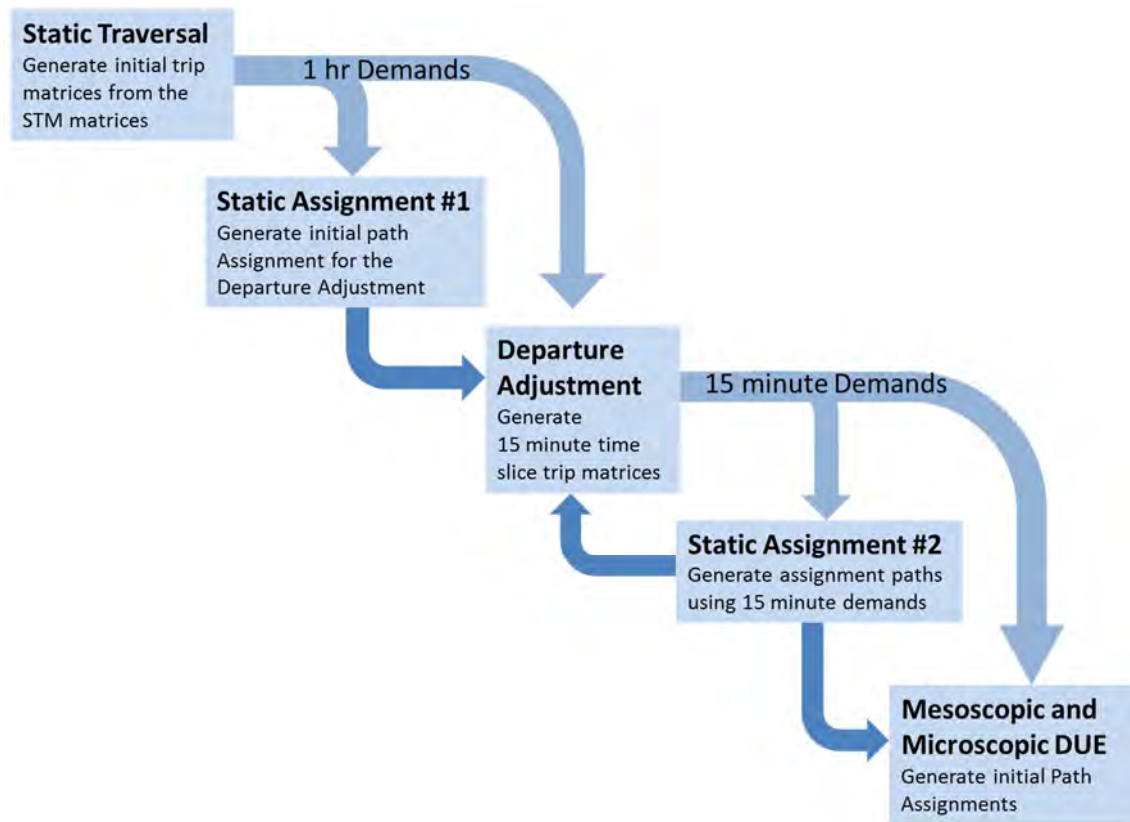 Static Traversal
Generate initial trip
matrices from the
STM matrices
1 hr Demands
Static Assignment #1
Generate initial path
Assignment for the
Departure Adjustment
Departure
Adjustment
Generate
15 minute time
slice trip matrices
15 minute Demands
Static Assignment #2
Generate assignment paths
using 15 minute demands
Mesoscopic and
Microscopic DUE
Generate initial Path
Assignments